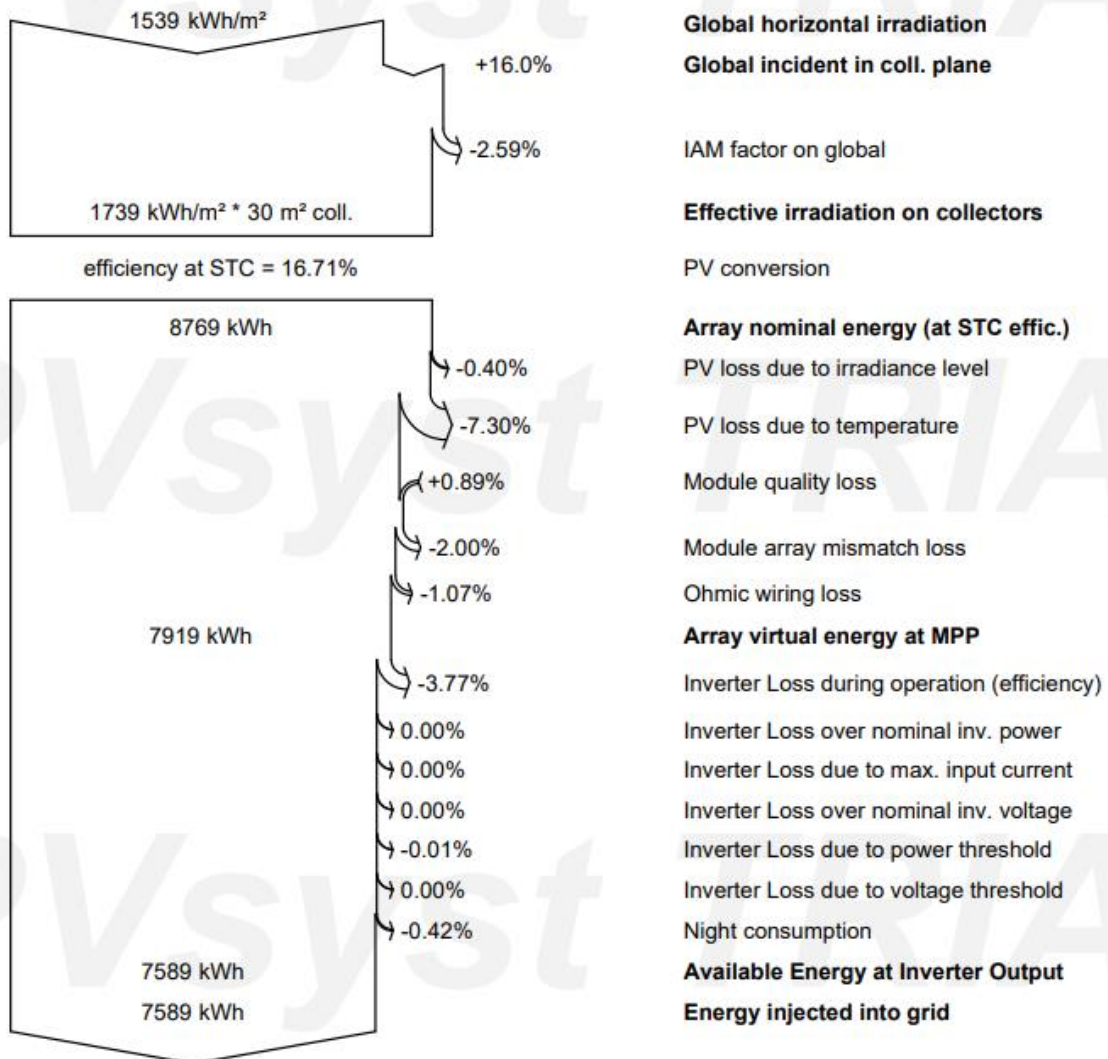 1539 kWh/m² Global horizontal irradiation
+16.0% Global incident in coll. plane
-2.59% IAM factor on global
1739 kWh/m² * 30 m² coll. Effective irradiation on collectors
efficiency at STC = 16.71% PV conversion
8769 kWh Array nominal energy (at STC effic.)
-0.40% PV loss due to irradiance level
-7.30% PV loss due to temperature
+0.89% Module quality loss
-2.00% Module array mismatch loss
-1.07% Ohmic wiring loss
7919 kWh Array virtual energy at MPP
-3.77% Inverter Loss during operation (efficiency)
0.00% Inverter Loss over nominal inv. power
0.00% Inverter Loss due to max. input current
0.00% Inverter Loss over nominal inv. voltage
-0.01% Inverter Loss due to power threshold
0.00% Inverter Loss due to voltage threshold
-0.42% Night consumption
7589 kWh Available Energy at Inverter Output
7589 kWh Energy injected into grid
PVsyst TRIA
PVsyst TRIA